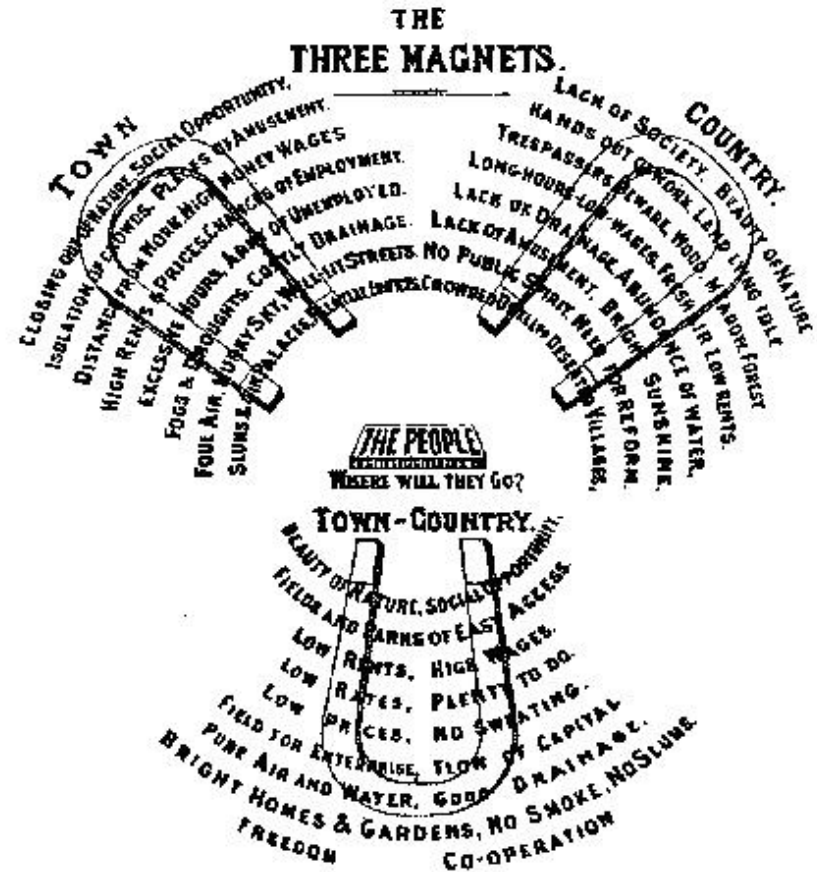 THE
THREE MAGNETS.
TOWN
CLOSING OUT OF NATURE. SOCIAL OPPORTUNITY,
ISOLATION OF CROWDS. PLACES OF AMUSEMENT.
DISTANCE FROM WORK. HIGH MONEY WAGES
HIGH RENTS & PRICES. CHANCES OF EMPLOYMENT.
EXCESSIVE HOURS. ARMY OF UNEMPLOYED.
FOGS & DROUGHTS. COSTLY DRAINAGE.
FOUL AIR. MURKY SKY. WELL-LIT STREETS.
SLUMS & GIN PALACES. EDIFICES.
COUNTRY.
LACK OF SOCIETY. BEAUTY OF NATURE
HANDS OUT OF WORK. LAND LYING IDLE
TRESPASSERS BEWARE. WOOD, MEADOW, FOREST
LONG-HOURS-LOW WAGES. FRESH AIR LOW RENTS.
LACK OF DRAINAGE. ABUNDANCE OF WATER,
LACK OF AMUSEMENT. BRIGHT SUNSHINE.
NO PUBLIC SPIRIT. NEED FOR REFORM.
CROWDED DWELLINGS DESERTED VILLAGES,
THE PEOPLE
WHERE WILL THEY GO?
TOWN-COUNTRY.
BEAUTY OF NATURE, SOCIAL OPPORTUNITY.
FIELDS AND PARKS OF EASY ACCESS.
LOW RENTS, HIGH WAGES.
LOW RATES, PLENTY TO DO.
LOW PRICES, NO SWEATING.
FIELD FOR ENTERPRISE, FLOW OF CAPITAL
PURE AIR AND WATER, GOOD DRAINAGE.
BRIGHT HOMES & GARDENS, NO SMOKE, NO SLUMS.
FREEDOM
CO-OPERATION